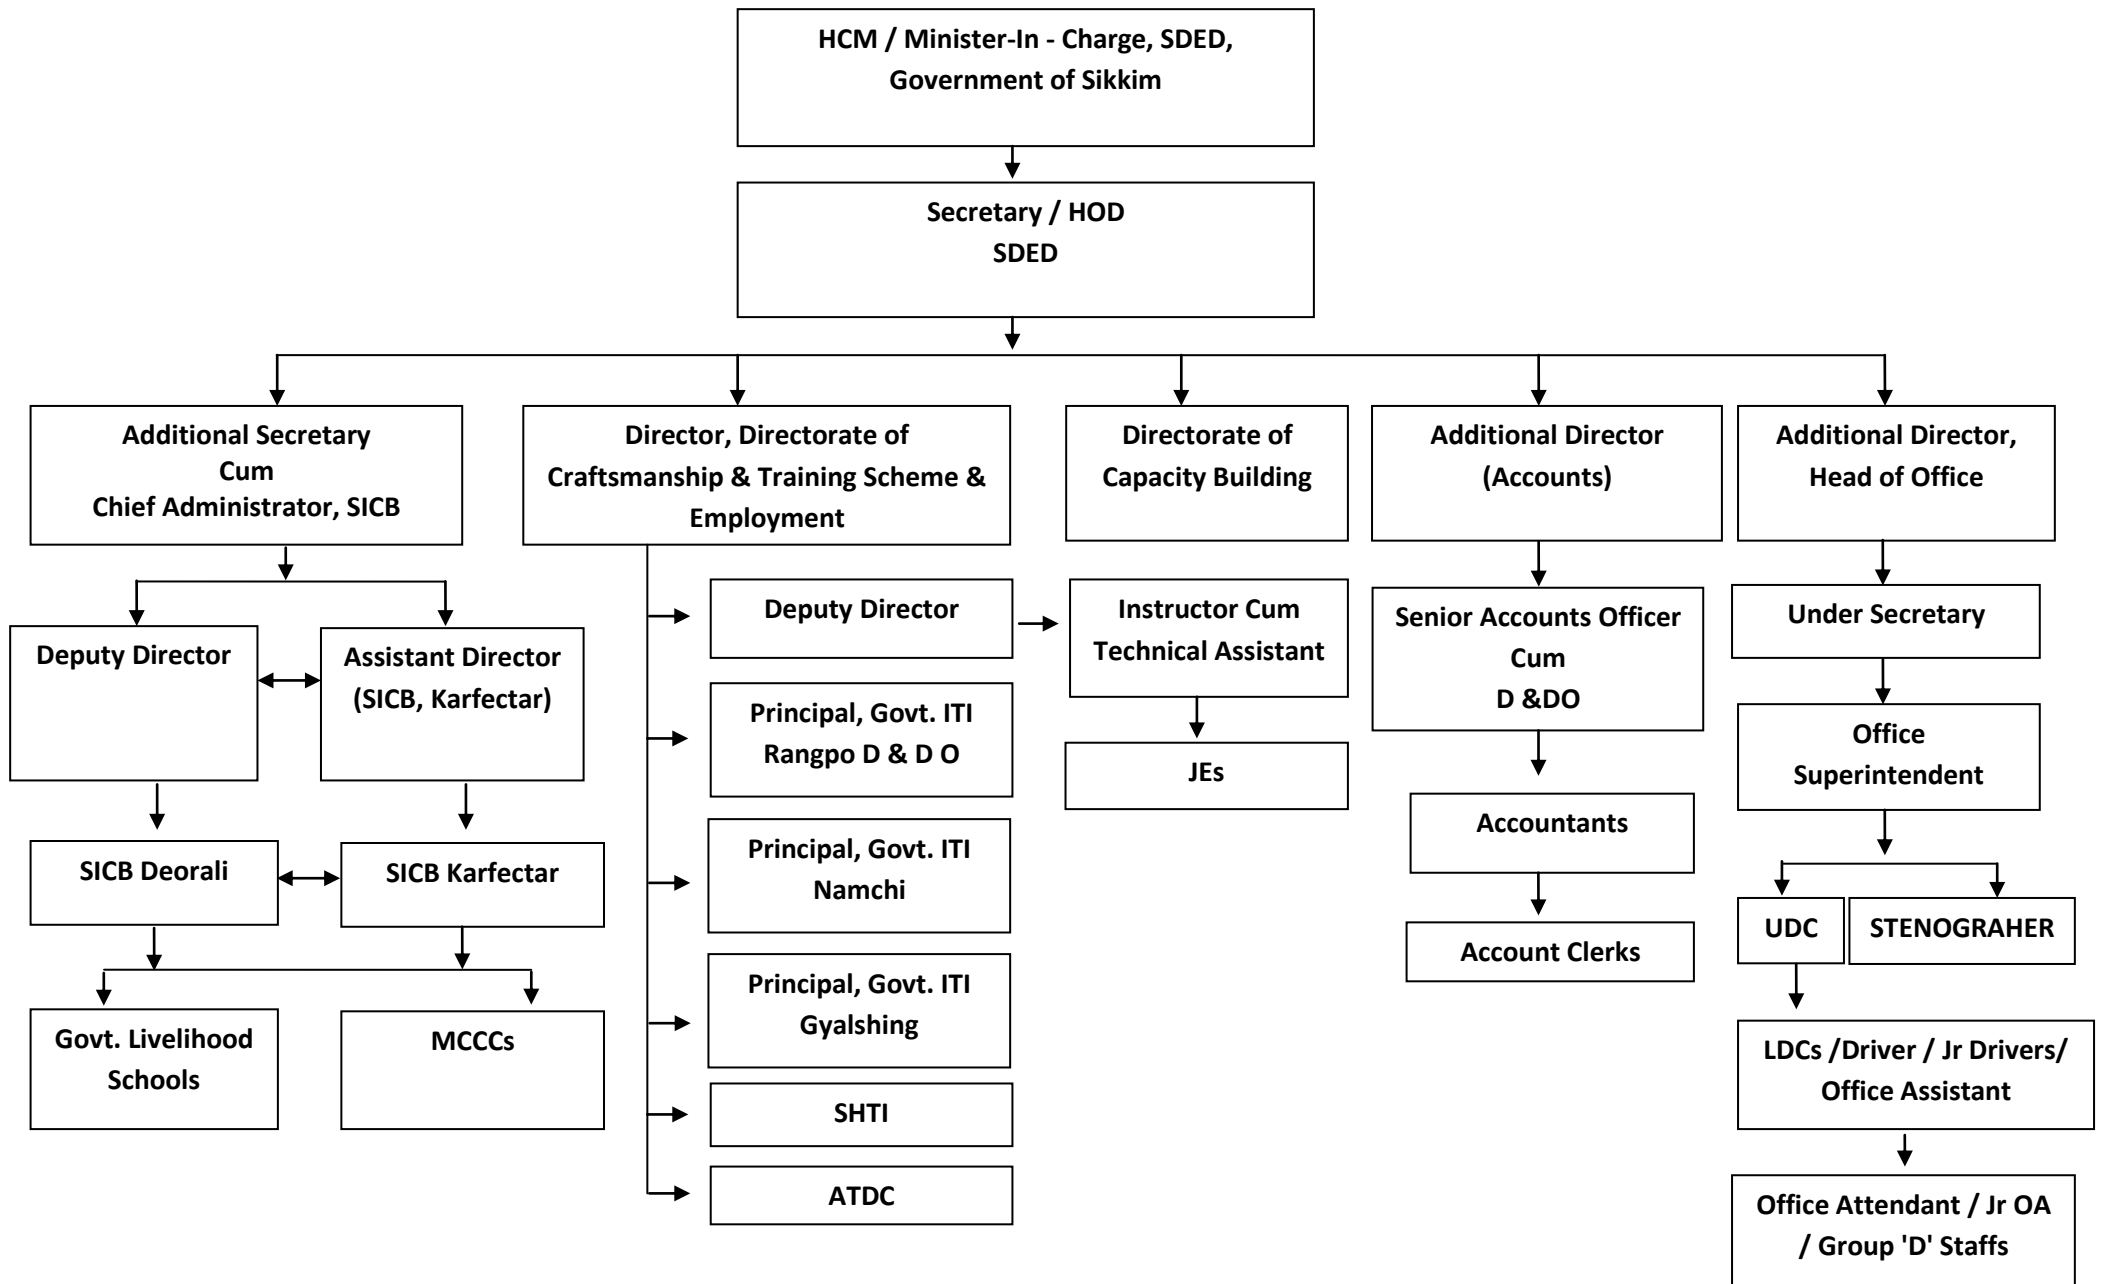 HCM / Minister-In - Charge, SDED,
Government of Sikkim
Secretary / HOD
SDED
Additional Secretary
Cum
Chief Administrator, SICB
Director, Directorate of
Craftsmanship & Training Scheme &
Employment
Directorate of
Capacity Building
Additional Director
(Accounts)
Additional Director,
Head of Office
Deputy Director
Assistant Director
(SICB, Karfectar)
SICB Deorali
SICB Karfectar
Govt. Livelihood
Schools
MCCCs
Deputy Director
Principal, Govt. ITI
Rangpo D & D O
Principal, Govt. ITI
Namchi
Principal, Govt. ITI
Gyalshing
SHTI
ATDC
Instructor Cum
Technical Assistant
JEs
Senior Accounts Officer
Cum
D &DO
Accountants
Account Clerks
Under Secretary
Office
Superintendent
UDC
STENOGRAHER
LDCs /Driver / Jr Drivers/
Office Assistant
Office Attendant / Jr OA
/ Group 'D' Staffs